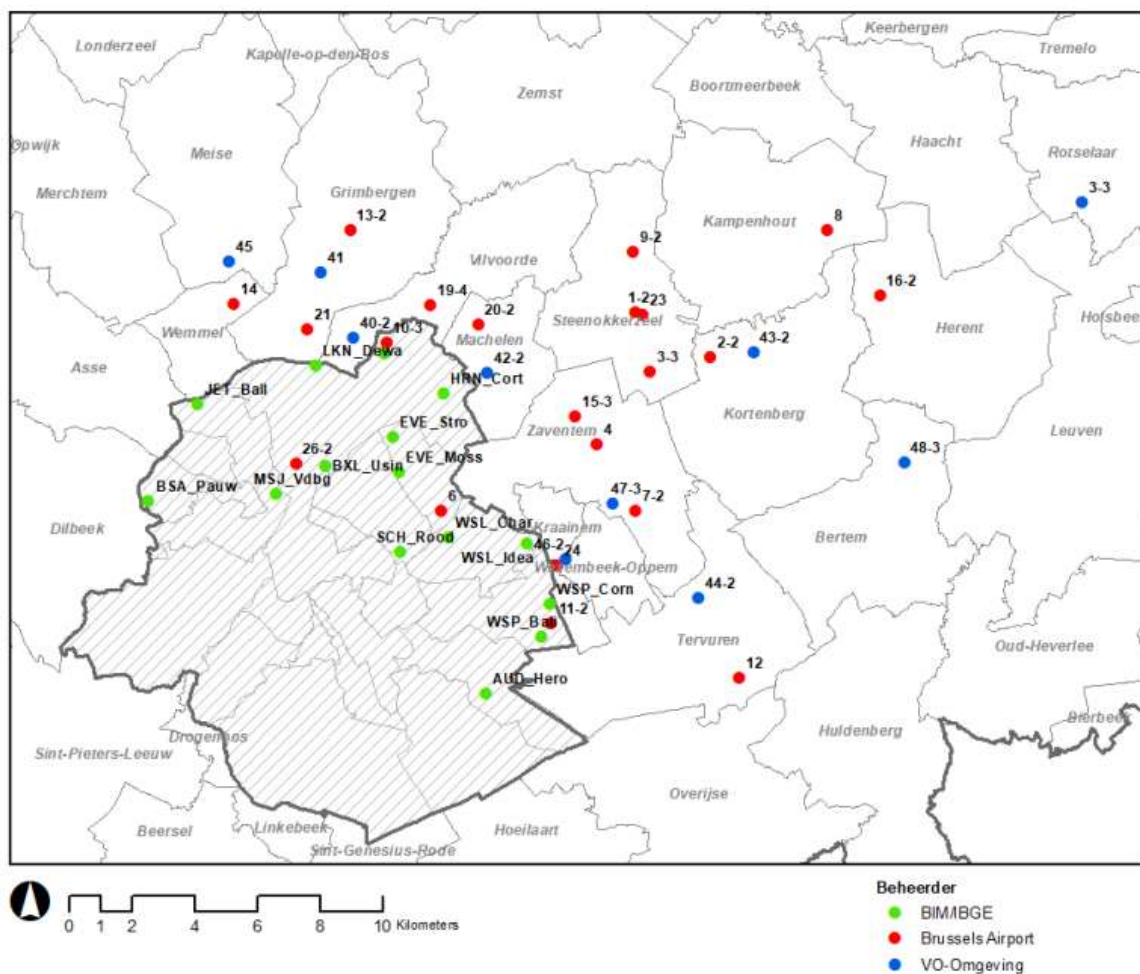 Londerzeel
Kapelle-op-den-Bos
Keerbergen
Tremelo
Zemst
Boortmeerbeek
Haacht
Opwijk
Meise
Rotselaar
Merchtem
Grimbergen
3-3
13-2
Kampenhout
8
45
41
9-2
Vilvoorde
14
19-4
1-2
23
16-2
Wemmel
21
40-2
10-3
20-2
Machelen
Steenokkerzeel
Herent
Holsbee
Asse
LKN_Dewa
42-2
3-3
2-2
43-2
JET_Ball
HRN_Cort
15-3
Kortenberg
EVE_Stro
Zaventem
4
Leuven
26-2
BXL_Usin
EVE_Moss
48-3
BSA_Pauw
MSJ_Vdbg
47-3
7-2
Dilbeek
6
WSL_Char
Kraainem
SCH_Rood
WSL_Idea
46-2
24
Bertem
Wezembeek-Oppem
WSP_Corn
44-2
11-2
WSP_Bali
Tervuren
Oud-Heverlee
AUD_Hero
12
Drogenbos
Huldenberg
Bierbeek
Sint-Pieters-Leeuw
Overijse
Beersel
Linkebeek
Hoeilaart
Sint-Genesius-Rode
Beheerder
BIM/IBGE
0 1 2 4 6 8 10 Kilometers
Brussels Airport
VO-Omgeving